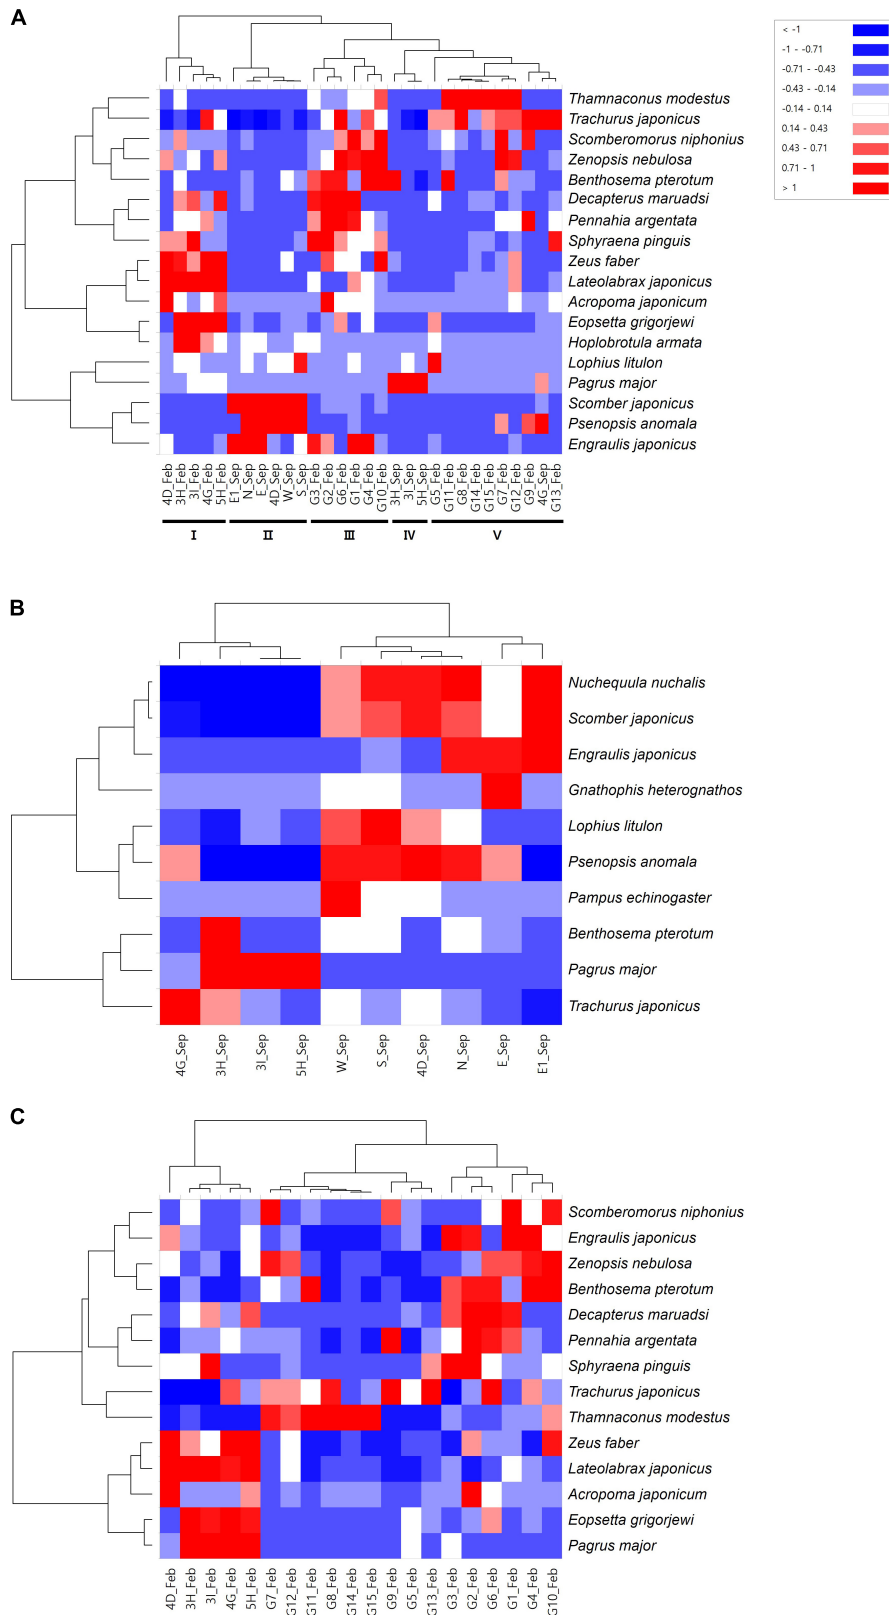 A
< -1
-1 - -0.71
-0.71 - -0.43
-0.43 - -0.14
-0.14 - 0.14
0.14 - 0.43
0.43 - 0.71
0.71 - 1
> 1
Thamnaconus modestus
Trachurus japonicus
Scomberomorus niphonius
Zenopsis nebulosa
Benthosema pterotum
Decapterus maruadsi
Pennahia argentata
Sphyraena pinguis
Zeus faber
Lateolabrax japonicus
Acropoma japonicum
Eopsetta grigorjewi
Hoplobrotula armata
Lophius litulon
Pagrus major
Scomber japonicus
Psenopsis anomala
Engraulis japonicus
4D_Feb 3H_Feb 3I_Feb 4G_Feb 5H_Feb E1_Sep N_Sep E_Sep 4D_Sep W_Sep S_Sep G3_Feb G2_Feb G6_Feb G1_Feb G4_Feb G10_Feb 3H_Sep 3I_Sep 5H_Sep G5_Feb G11_Feb G8_Feb G14_Feb G15_Feb G7_Feb G12_Feb G9_Feb 4G_Sep G13_Feb
I II III IV V
B
Nuchequula nuchalis
Scomber japonicus
Engraulis japonicus
Gnathophis heterognathos
Lophius litulon
Psenopsis anomala
Pampus echinogaster
Benthosema pterotum
Pagrus major
Trachurus japonicus
4G_Sep 3H_Sep 3I_Sep 5H_Sep W_Sep S_Sep 4D_Sep N_Sep E_Sep E1_Sep
C
Scomberomorus niphonius
Engraulis japonicus
Zenopsis nebulosa
Benthosema pterotum
Decapterus maruadsi
Pennahia argentata
Sphyraena pinguis
Trachurus japonicus
Thamnaconus modestus
Zeus faber
Lateolabrax japonicus
Acropoma japonicum
Eopsetta grigorjewi
Pagrus major
4D_Feb 3H_Feb 3I_Feb 4G_Feb 5H_Feb G7_Feb G12_Feb G11_Feb G8_Feb G14_Feb G15_Feb G9_Feb G5_Feb G13_Feb G3_Feb G2_Feb G6_Feb G1_Feb G4_Feb G10_Feb